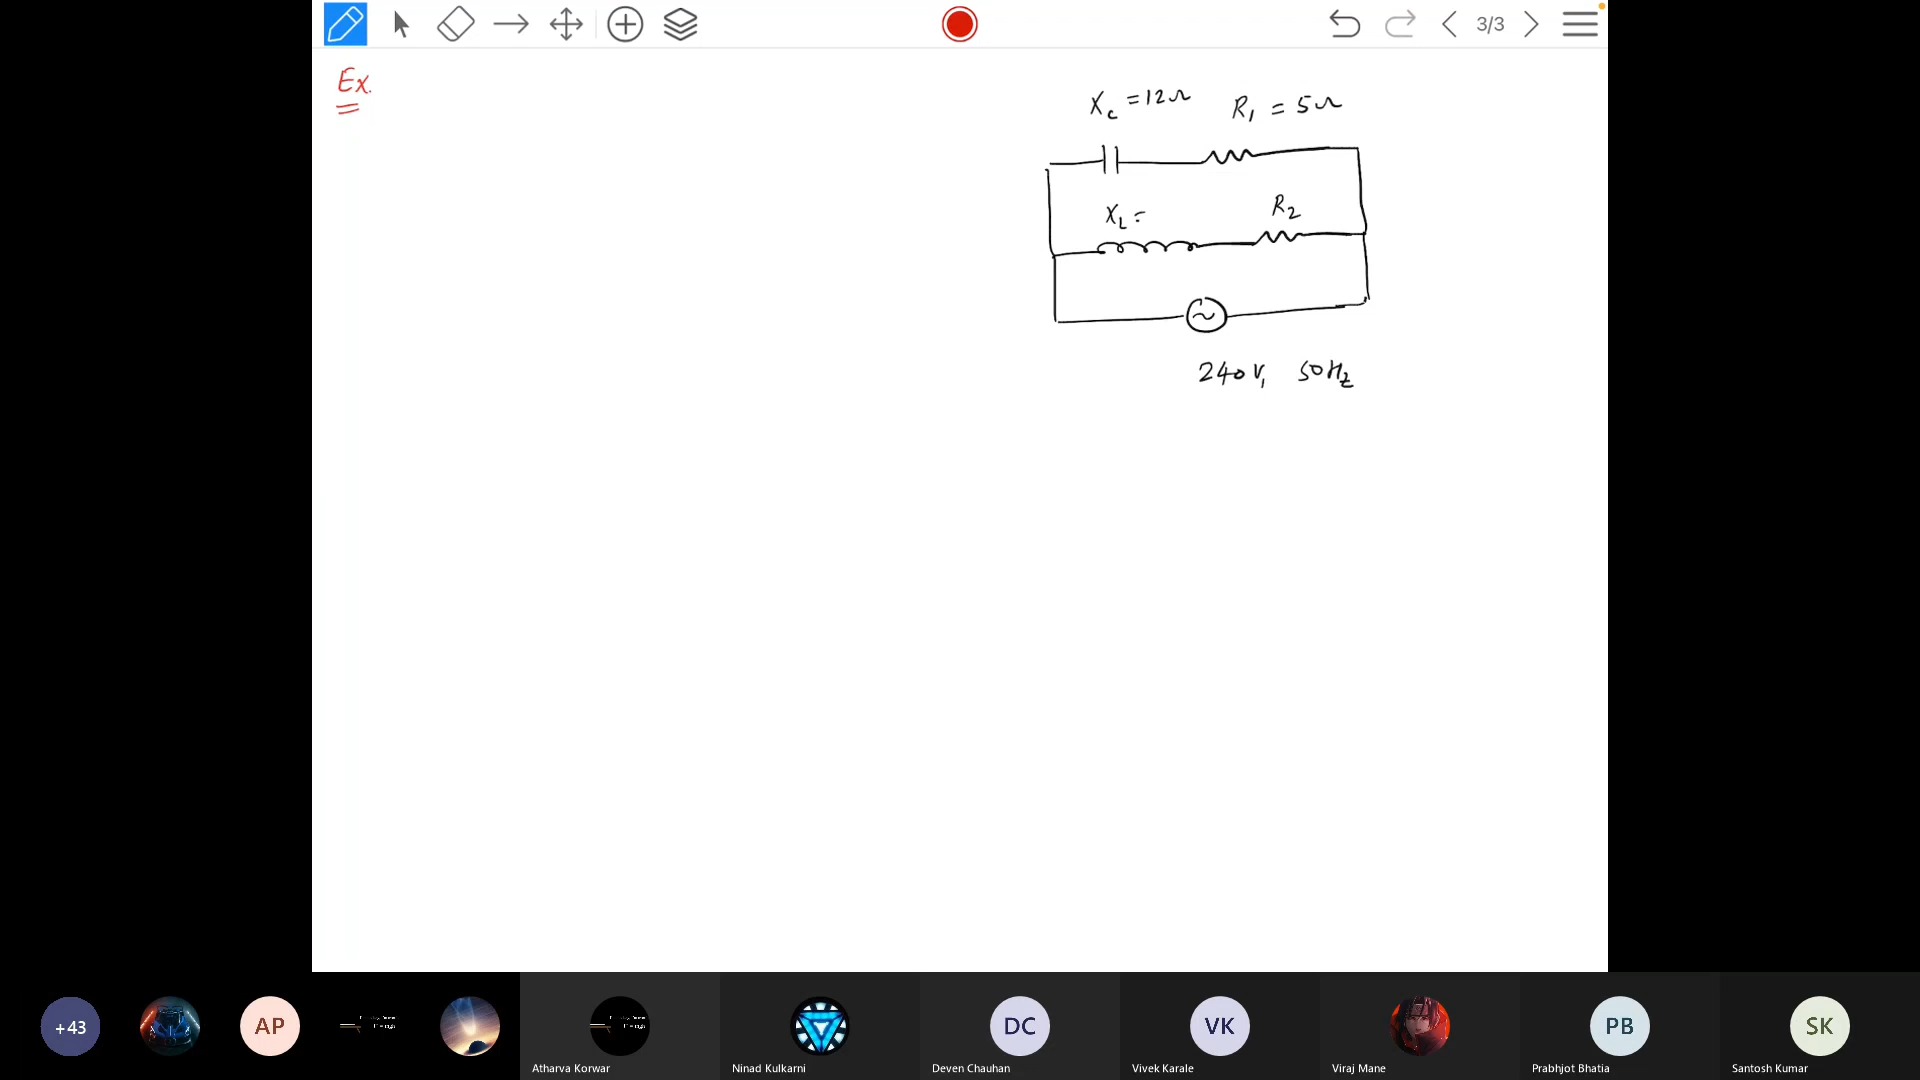 3/3
Ex.
Xc = 12Ω R1 = 5Ω
XL = R2
240V, 50Hz
+43 AP DC VK PB SK
Atharva Korwar Ninad Kulkarni Deven Chauhan Vivek Karale Viraj Mane Prabhjot Bhatia Santosh Kumar